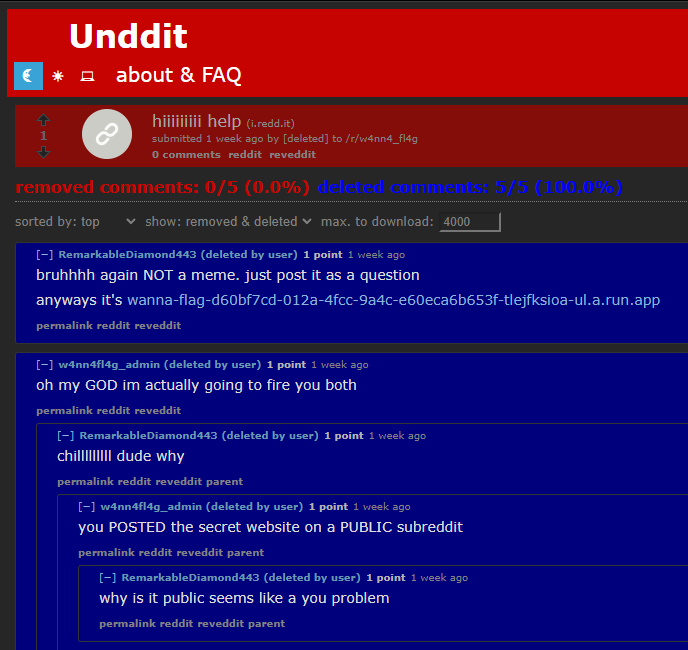 Unddit
about & FAQ
hiiiiiiiii help (i.redd.it)
submitted 1 week ago by [deleted] to /r/w4nn4_fl4g
1
0 comments reddit reveddit
removed comments: 0/5 (0.0%) deleted comments: 5/5 (100.0%)
sorted by: top show: removed & deleted max. to download: 4000
[−] RemarkableDiamond443 (deleted by user) 1 point 1 week ago
bruhhhh again NOT a meme. just post it as a question
anyways it's wanna-flag-d60bf7cd-012a-4fcc-9a4c-e60eca6b653f-tlejfksioa-ul.a.run.app
permalink reddit reveddit
[−] w4nn4fl4g_admin (deleted by user) 1 point 1 week ago
oh my GOD im actually going to fire you both
permalink reddit reveddit
[−] RemarkableDiamond443 (deleted by user) 1 point 1 week ago
chilllllllll dude why
permalink reddit reveddit parent
[−] w4nn4fl4g_admin (deleted by user) 1 point 1 week ago
you POSTED the secret website on a PUBLIC subreddit
permalink reddit reveddit parent
[−] RemarkableDiamond443 (deleted by user) 1 point 1 week ago
why is it public seems like a you problem
permalink reddit reveddit parent